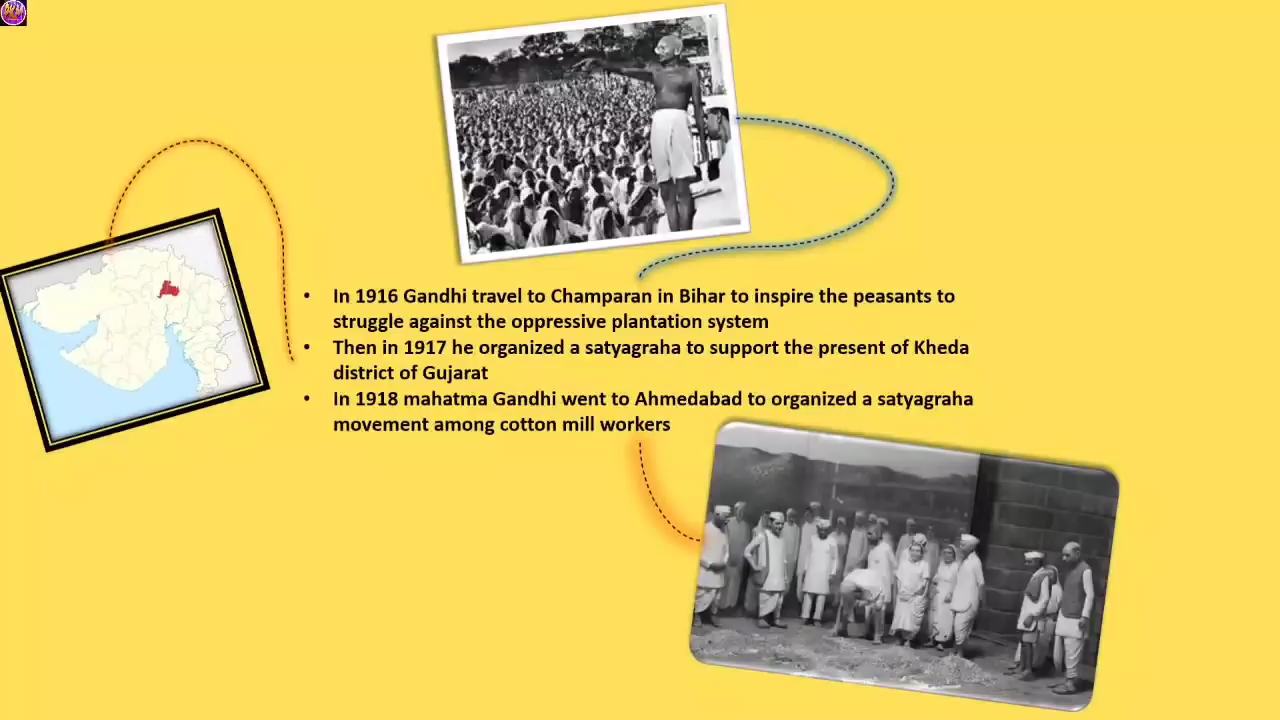 • In 1916 Gandhi travel to Champaran in Bihar to inspire the peasants to
struggle against the oppressive plantation system
• Then in 1917 he organized a satyagraha to support the present of Kheda
district of Gujarat
• In 1918 mahatma Gandhi went to Ahmedabad to organized a satyagraha
movement among cotton mill workers